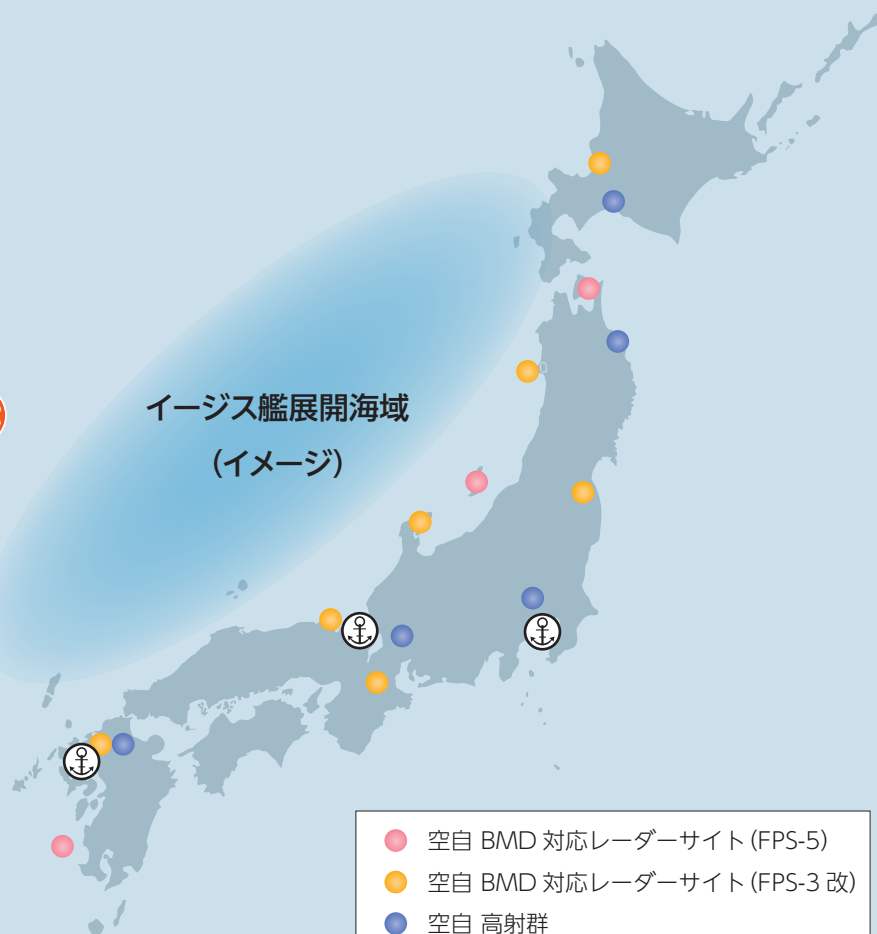 イージス艦展開海域
(イメージ)
空自 BMD 対応レーダーサイト(FPS-5)
空自 BMD 対応レーダーサイト(FPS-3 改)
空自 高射群